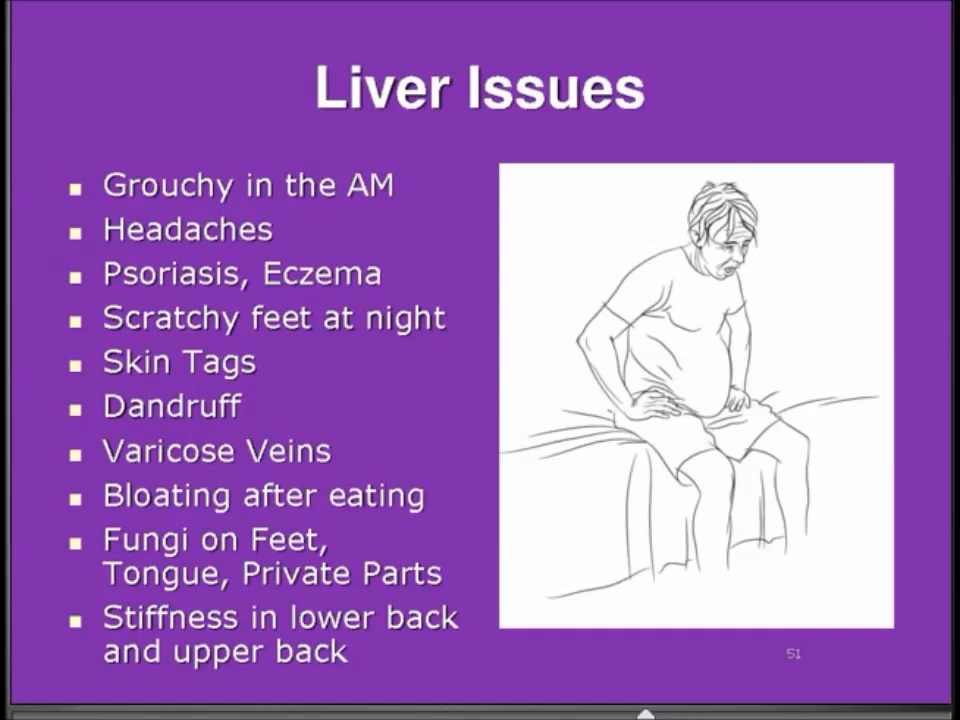 Liver Issues
Grouchy in the AM
Headaches
Psoriasis, Eczema
Scratchy feet at night
Skin Tags
Dandruff
Varicose Veins
Bloating after eating
Fungi on Feet,
Tongue, Private Parts
Stiffness in lower back
and upper back
51